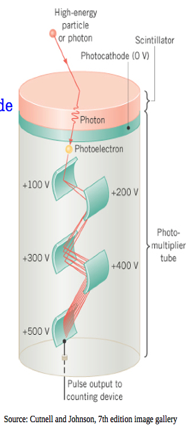 High-energy
particle
or photon
Scintillator
Photocathode (0 V)
de
Photon
Photoelectron
+100 V
+200 V
Photo-
multiplier
tube
+300 V
+400 V
+500 V
Pulse output to
counting device
Source: Cutnell and Johnson, 7th edition image gallery